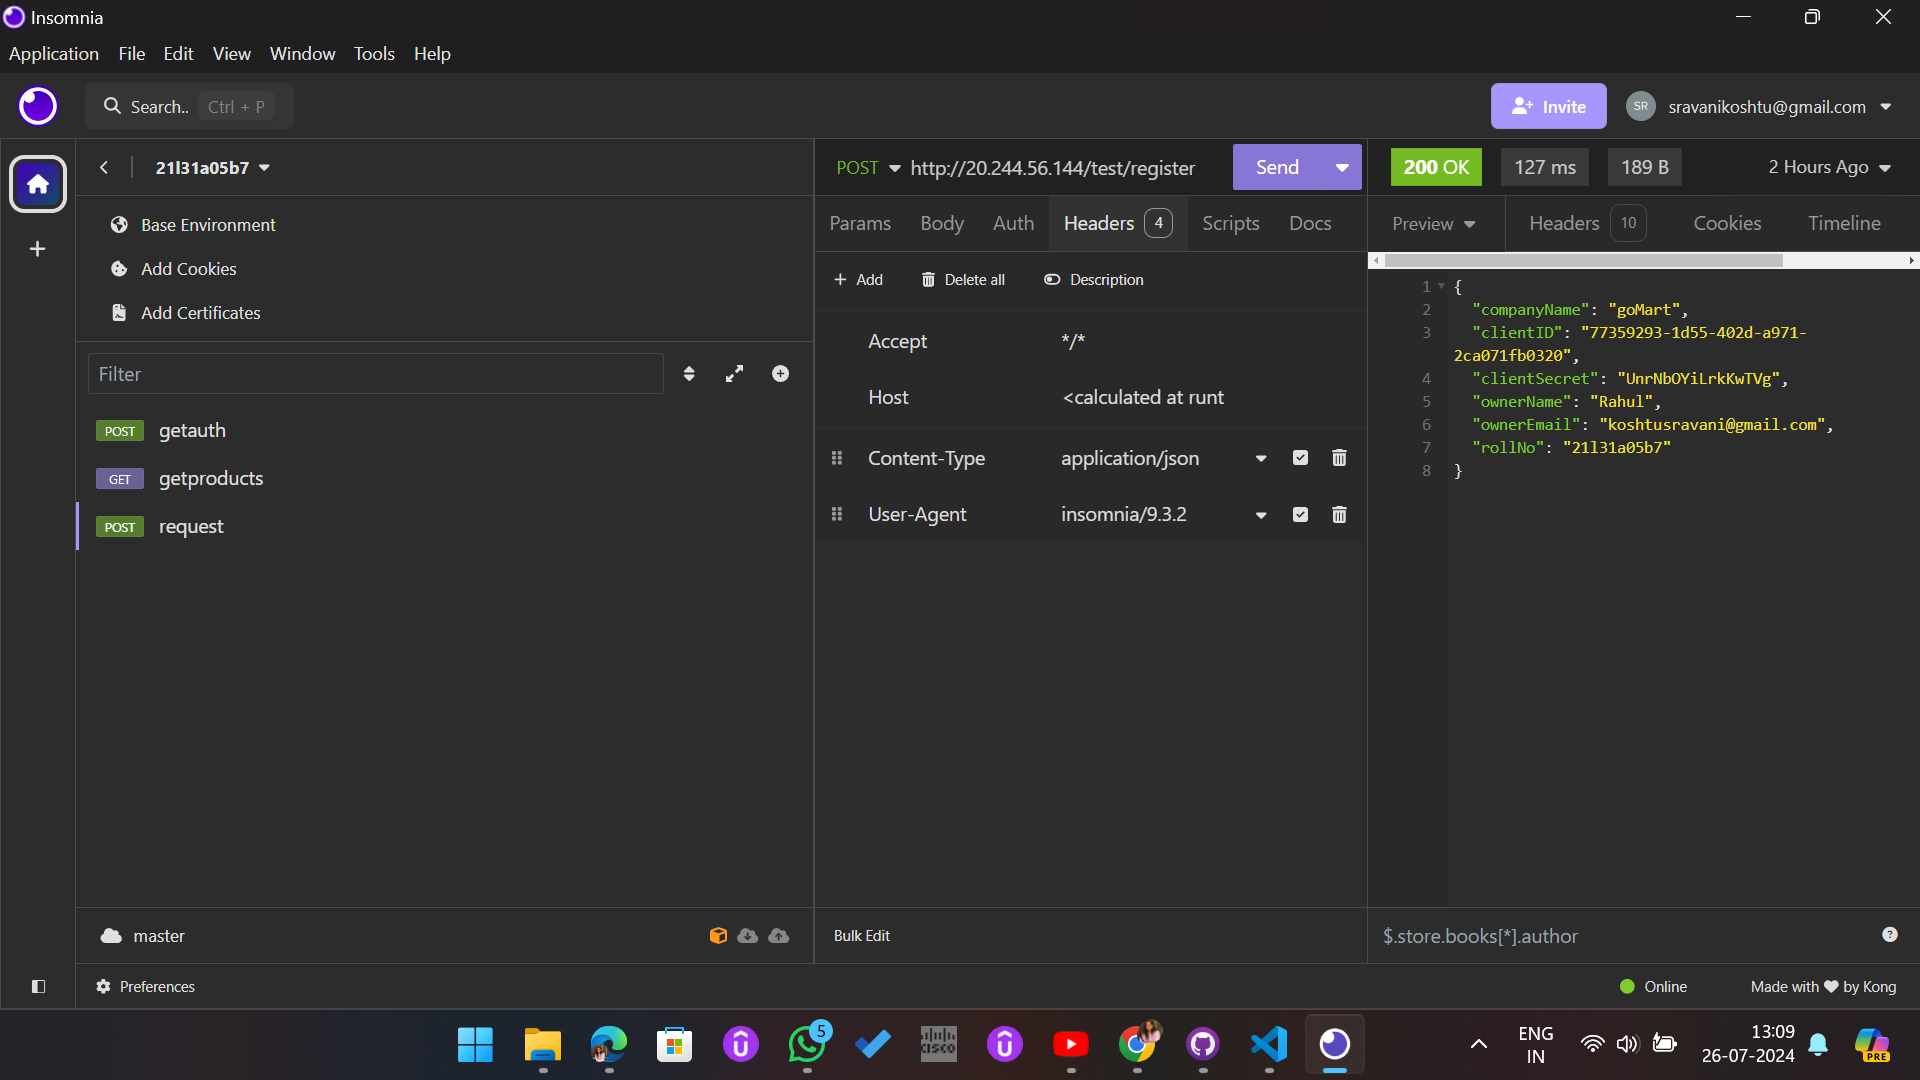 Insomnia
Application File Edit View Window Tools Help
Search.. Ctrl + P
Invite
SR sravanikoshtu@gmail.com
21l31a05b7
Base Environment
Add Cookies
Add Certificates
Filter
POST getauth
GET getproducts
POST request
master
Preferences
POST http://20.244.56.144/test/register Send
Params Body Auth Headers 4 Scripts Docs
+ Add Delete all Description
Accept */*
Host <calculated at runt
Content-Type application/json
User-Agent insomnia/9.3.2
Bulk Edit
200 OK 127 ms 189 B 2 Hours Ago
Preview Headers 10 Cookies Timeline
1 {
2 "companyName": "goMart",
3 "clientID": "77359293-1d55-402d-a971-
2ca071fb0320",
4 "clientSecret": "UnrNbOYiLrkKwTVg",
5 "ownerName": "Rahul",
6 "ownerEmail": "koshtusravani@gmail.com",
7 "rollNo": "21l31a05b7"
8 }
$.store.books[*].author
Online Made with ❤ by Kong
5
CISCO
ENG
IN
13:09
26-07-2024
PRE